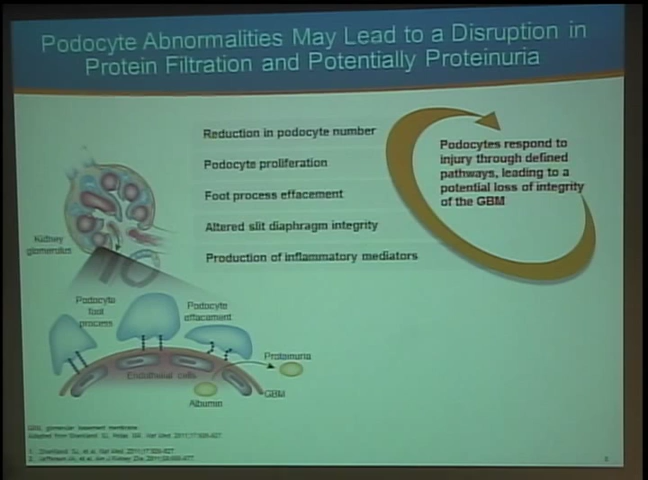 Podocyte Abnormalities May Lead to a Disruption in
Protein Filtration and Potentially Proteinuria
Reduction in podocyte number
Podocyte proliferation
Foot process effacement
Altered slit diaphragm integrity
Production of inflammatory mediators
Podocytes respond to
injury through defined
pathways, leading to a
potential loss of integrity
of the GBM
Kidney
glomerulus
Podocyte
foot
process
Podocyte
effacement
Proteinuria
Endothelial cells
GBM
Albumin
GBM, glomerular basement membrane.